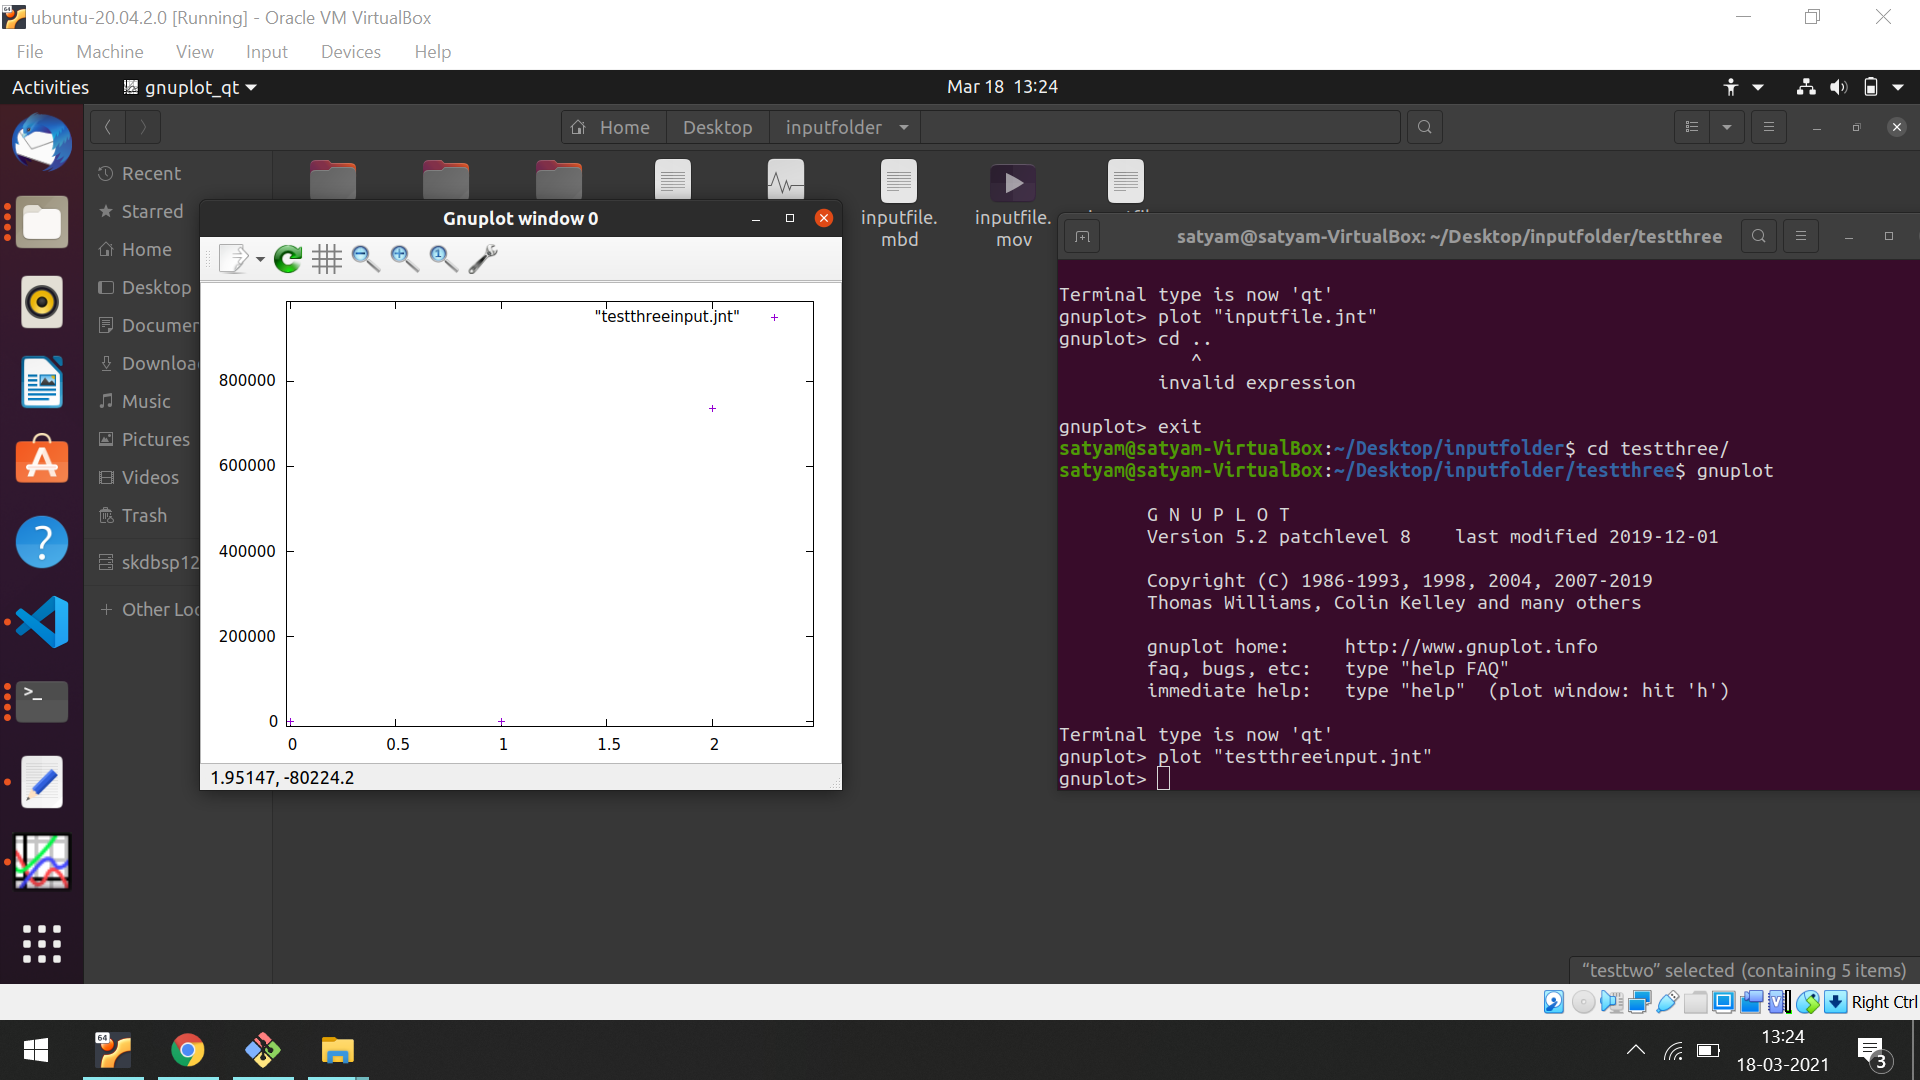 64
ubuntu-20.04.2.0 [Running] - Oracle VM VirtualBox
File Machine View Input Devices Help
Activities gnuplot_qt Mar 18 13:24
Home Desktop inputfolder
Recent
Starred
Home
Desktop
Documen
Downloa
Music
Pictures
Videos
Trash
skdbsp12
Other Loc
inputfile.
mbd
inputfile.
mov
Gnuplot window 0
1
"testthreeinput.jnt"
800000
600000
400000
200000
0
0 0.5 1 1.5 2
1.95147, -80224.2
satyam@satyam-VirtualBox: ~/Desktop/inputfolder/testthree
Terminal type is now 'qt'
gnuplot> plot "inputfile.jnt"
gnuplot> cd ..
^
invalid expression
gnuplot> exit
satyam@satyam-VirtualBox:~/Desktop/inputfolder$ cd testthree/
satyam@satyam-VirtualBox:~/Desktop/inputfolder/testthree$ gnuplot
G N U P L O T
Version 5.2 patchlevel 8 last modified 2019-12-01
Copyright (C) 1986-1993, 1998, 2004, 2007-2019
Thomas Williams, Colin Kelley and many others
gnuplot home: http://www.gnuplot.info
faq, bugs, etc: type "help FAQ"
immediate help: type "help" (plot window: hit 'h')
Terminal type is now 'qt'
gnuplot> plot "testthreeinput.jnt"
gnuplot>
"testtwo" selected (containing 5 items)
Right Ctrl
64
13:24
18-03-2021
3